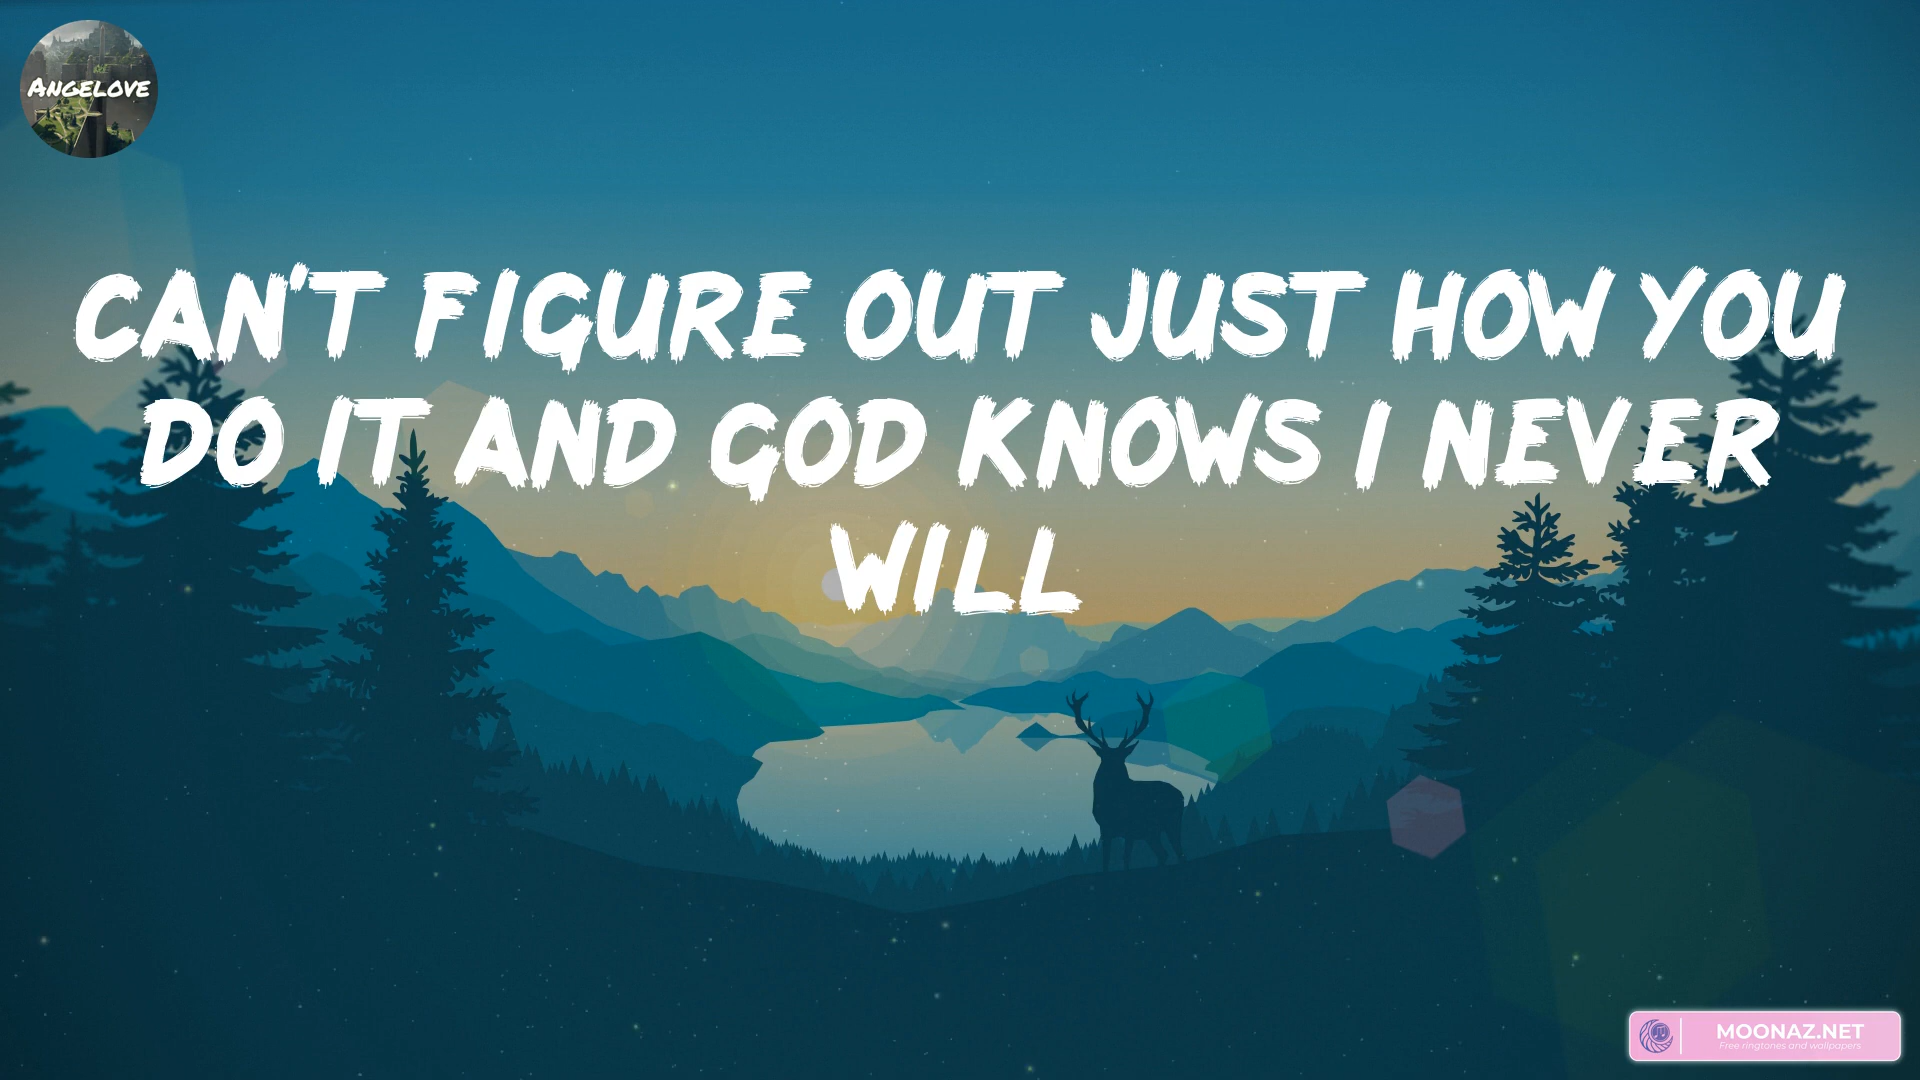 ANGELOVE
CAN'T FIGURE OUT JUST HOW YOU
DO IT AND GOD KNOWS I NEVER
WILL
MOONAZ.NET
Free ringtones and wallpapers